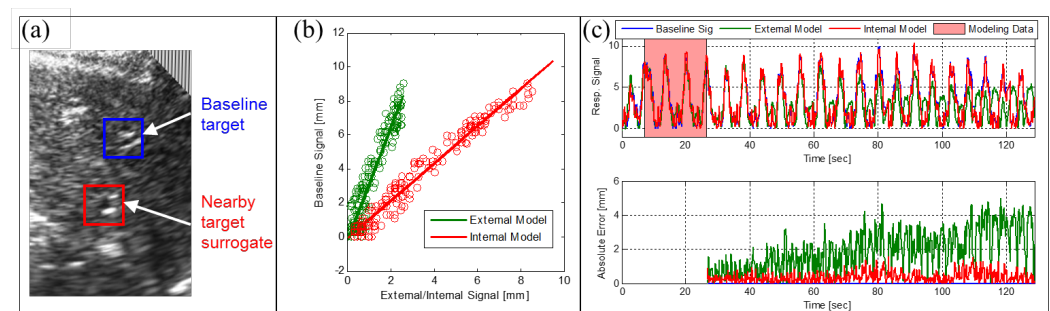 (a)
Baseline
target
Nearby
target
surrogate
(b)
Baseline Signal [mm]
12
10
8
6
4
2
0
-2
External Model
Internal Model
0 2 4 6 8 10
External/Internal Signal [mm]
(c)
Baseline Sig External Model Internal Model Modeling Data
Resp. Signal
10
5
0
0 20 40 60 80 100 120
Time [sec]
Absolute Error [mm]
6
4
2
0
0 20 40 60 80 100 120
Time [sec]